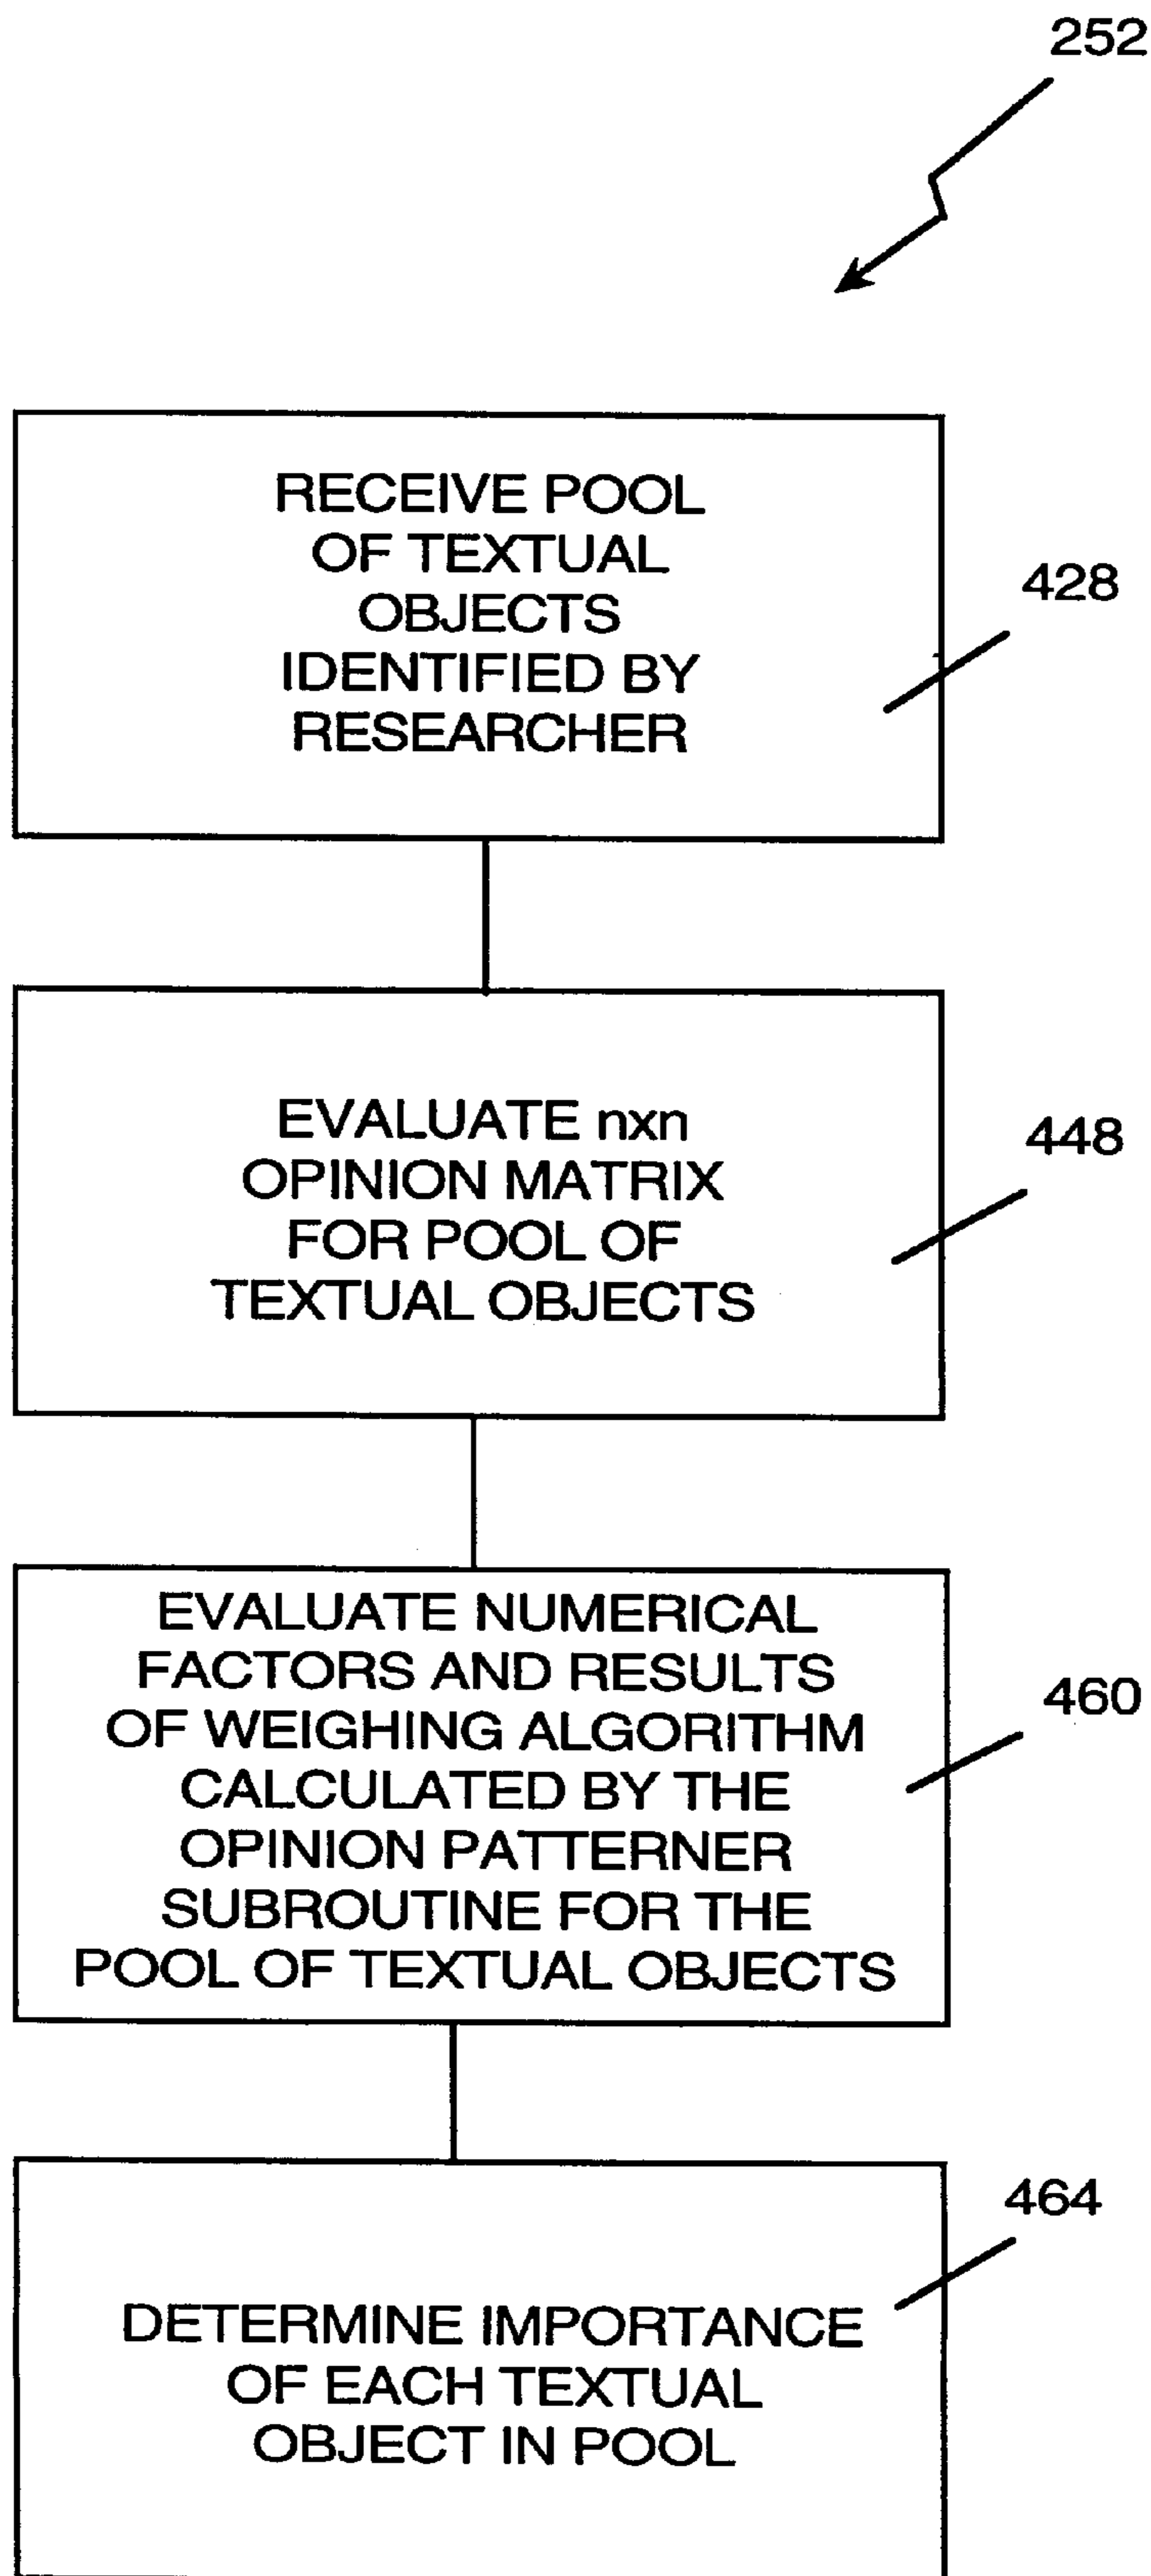 252
RECEIVE POOL
OF TEXTUAL
OBJECTS
IDENTIFIED BY
RESEARCHER
428
EVALUATE nxn
OPINION MATRIX
FOR POOL OF
TEXTUAL OBJECTS
448
EVALUATE NUMERICAL
FACTORS AND RESULTS
OF WEIGHING ALGORITHM
CALCULATED BY THE
OPINION PATTERNER
SUBROUTINE FOR THE
POOL OF TEXTUAL OBJECTS
460
DETERMINE IMPORTANCE
OF EACH TEXTUAL
OBJECT IN POOL
464